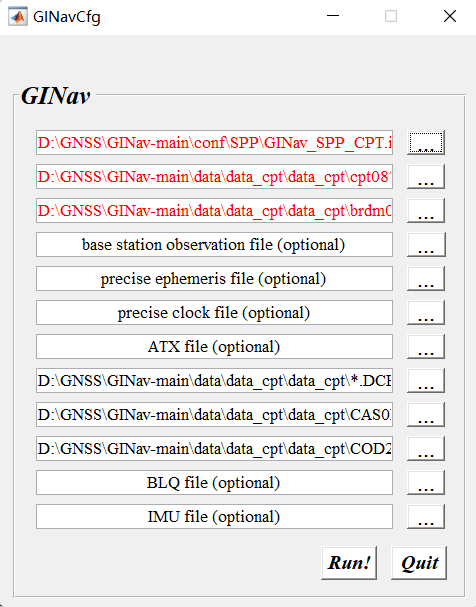 GINavCfg
GINav
D:\GNSS\GINav-main\conf\SPP\GINav_SPP_CPT.i
...
D:\GNSS\GINav-main\data\data_cpt\data_cpt\cpt08
...
D:\GNSS\GINav-main\data\data_cpt\data_cpt\brdm0
...
base station observation file (optional)
...
precise ephemeris file (optional)
...
precise clock file (optional)
...
ATX file (optional)
...
D:\GNSS\GINav-main\data\data_cpt\data_cpt\*.DCB
...
D:\GNSS\GINav-main\data\data_cpt\data_cpt\CAS0
...
D:\GNSS\GINav-main\data\data_cpt\data_cpt\COD2
...
BLQ file (optional)
...
IMU file (optional)
...
Run! Quit